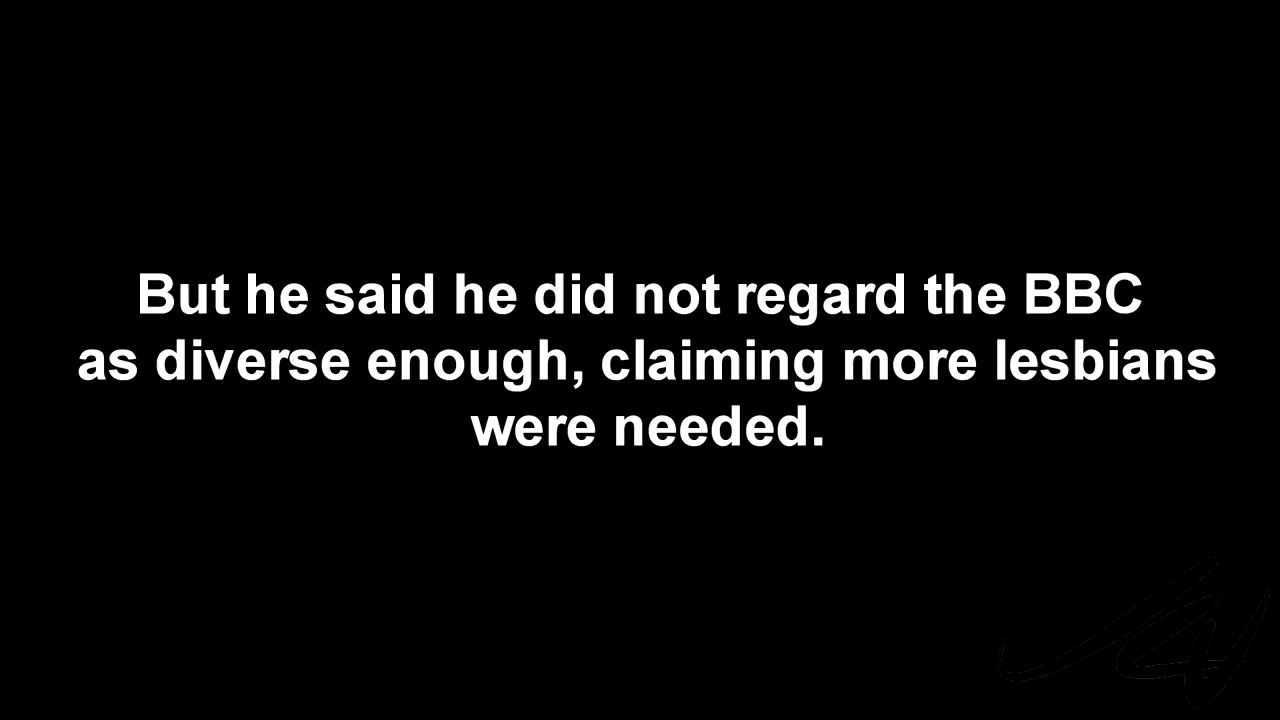 But he said he did not regard the BBC
as diverse enough, claiming more lesbians
were needed.